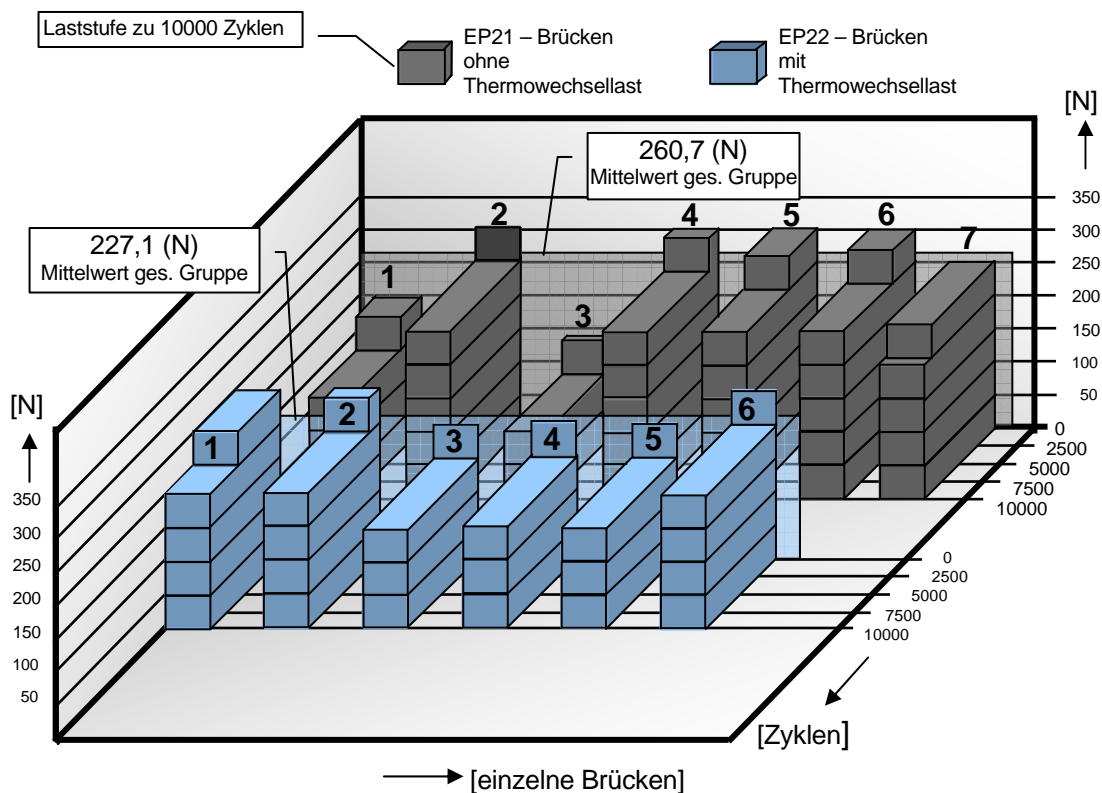 Laststufe zu 10000 Zyklen
EP21 – Brücken
ohne
Thermowechsellast
EP22 – Brücken
mit
Thermowechsellast
[N]
260,7 (N)
Mittelwert ges. Gruppe
227,1 (N)
Mittelwert ges. Gruppe
350
300
250
200
150
100
50
0
2500
5000
7500
10000
1
2
3
4
5
6
7
[N]
350
300
250
200
150
100
50
1
2
3
4
5
6
0
2500
5000
7500
10000
[Zyklen]
[einzelne Brücken]